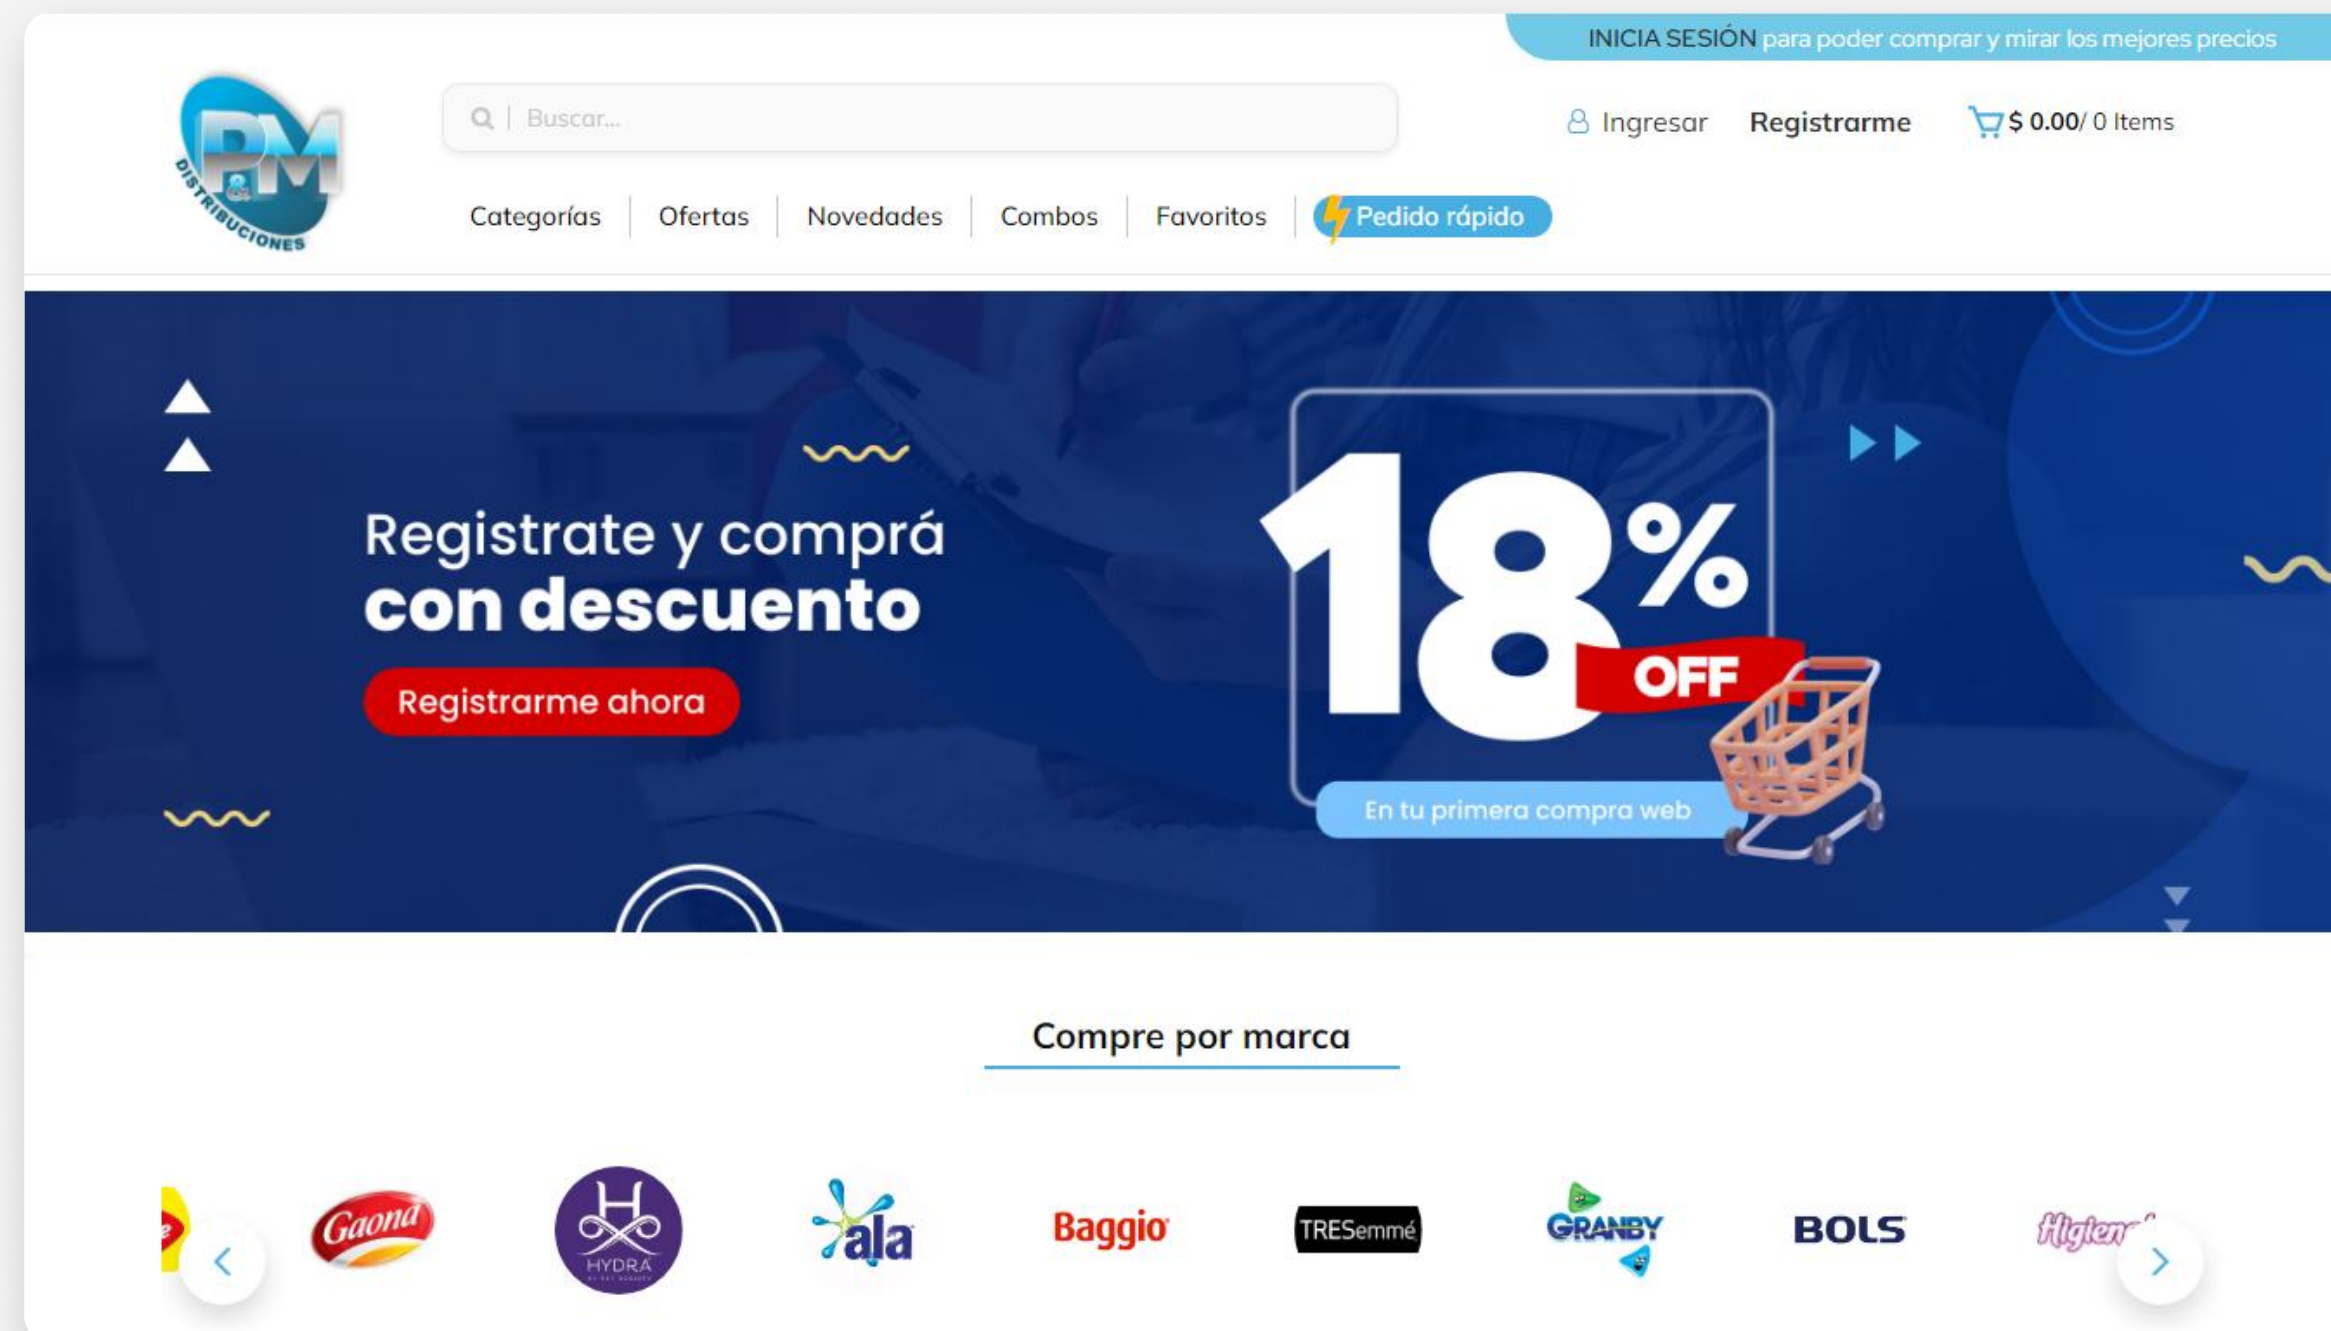 INICIA SESIÓN para poder comprar y mirar los mejores precios
P&M
DISTRIBUCIONES
Buscar...
Ingresar
Registrarme
$ 0.00/ 0 Items
Categorías
Ofertas
Novedades
Combos
Favoritos
Pedido rápido
Registrate y comprá
con descuento
Registrarme ahora
18%
OFF
En tu primera compra web
Compre por marca
Gaona
H
HYDRA
ala
Baggio
TRESemmé
GRANBY
BOLS